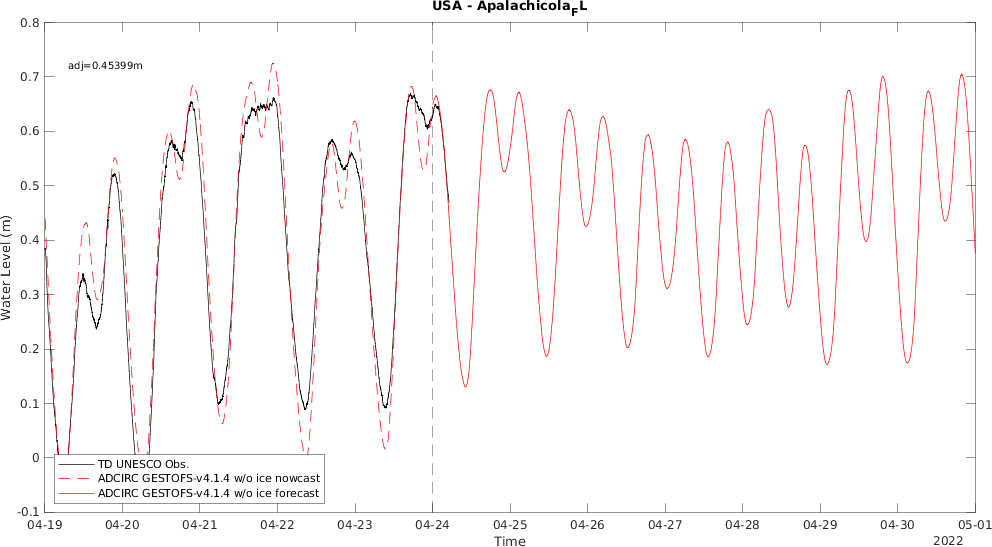 USA - Apalachicola_FL
adj=0.45399m
0.8
0.7
0.6
0.5
0.4
0.3
0.2
0.1
0
-0.1
Water Level (m)
TD UNESCO Obs.
ADCIRC GESTOFS-v4.1.4 w/o ice nowcast
ADCIRC GESTOFS-v4.1.4 w/o ice forecast
04-19 04-20 04-21 04-22 04-23 04-24 04-25 04-26 04-27 04-28 04-29 04-30 05-01
Time
2022